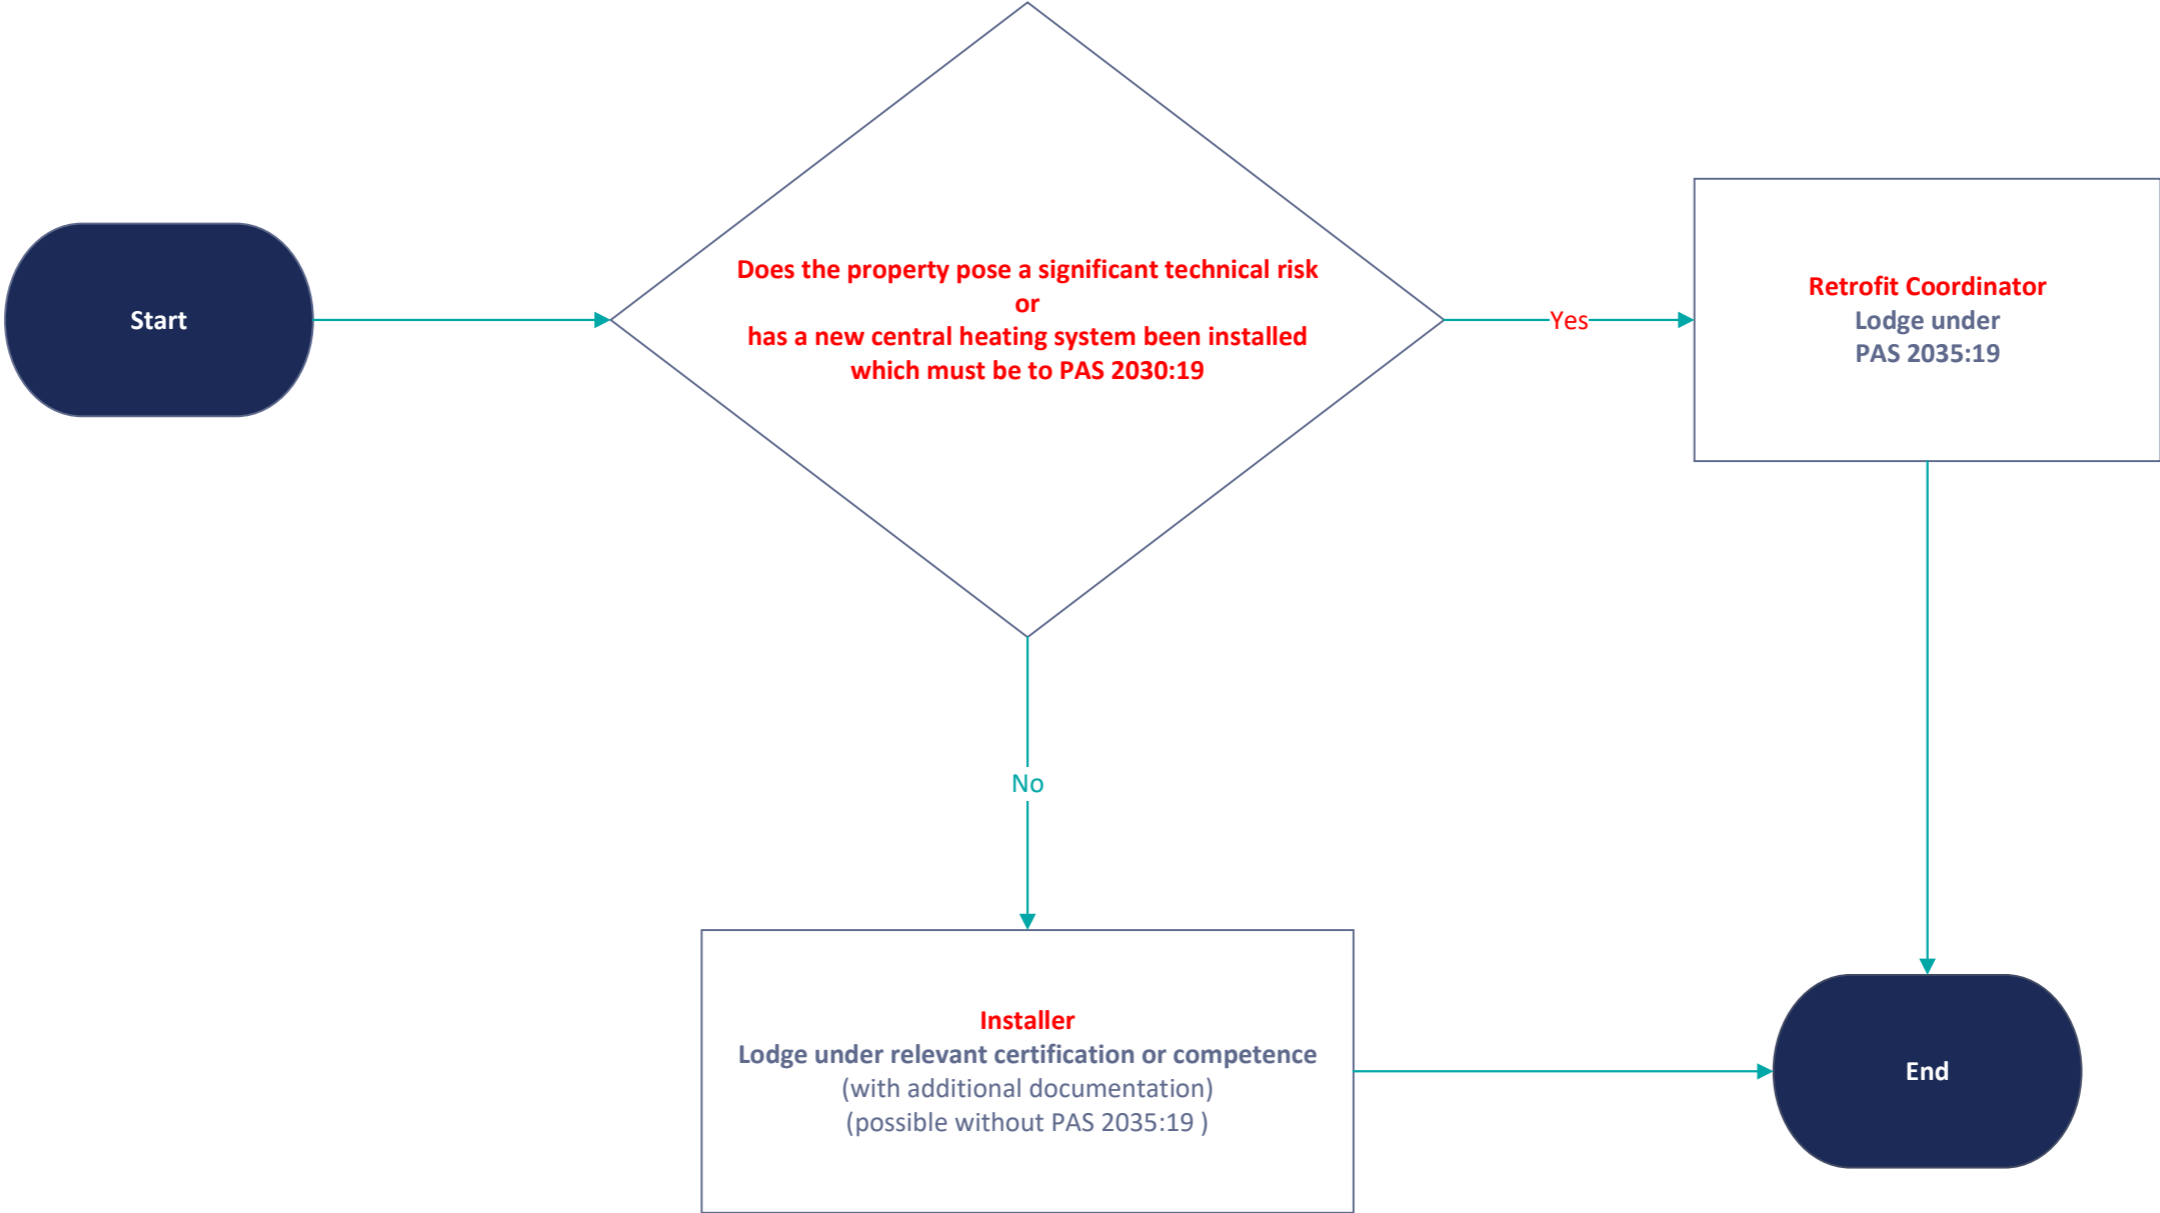 Start
Does the property pose a significant technical risk
or
has a new central heating system been installed
which must be to PAS 2030:19
Yes
Retrofit Coordinator
Lodge under
PAS 2035:19
No
Installer
Lodge under relevant certification or competence
(with additional documentation)
(possible without PAS 2035:19 )
End